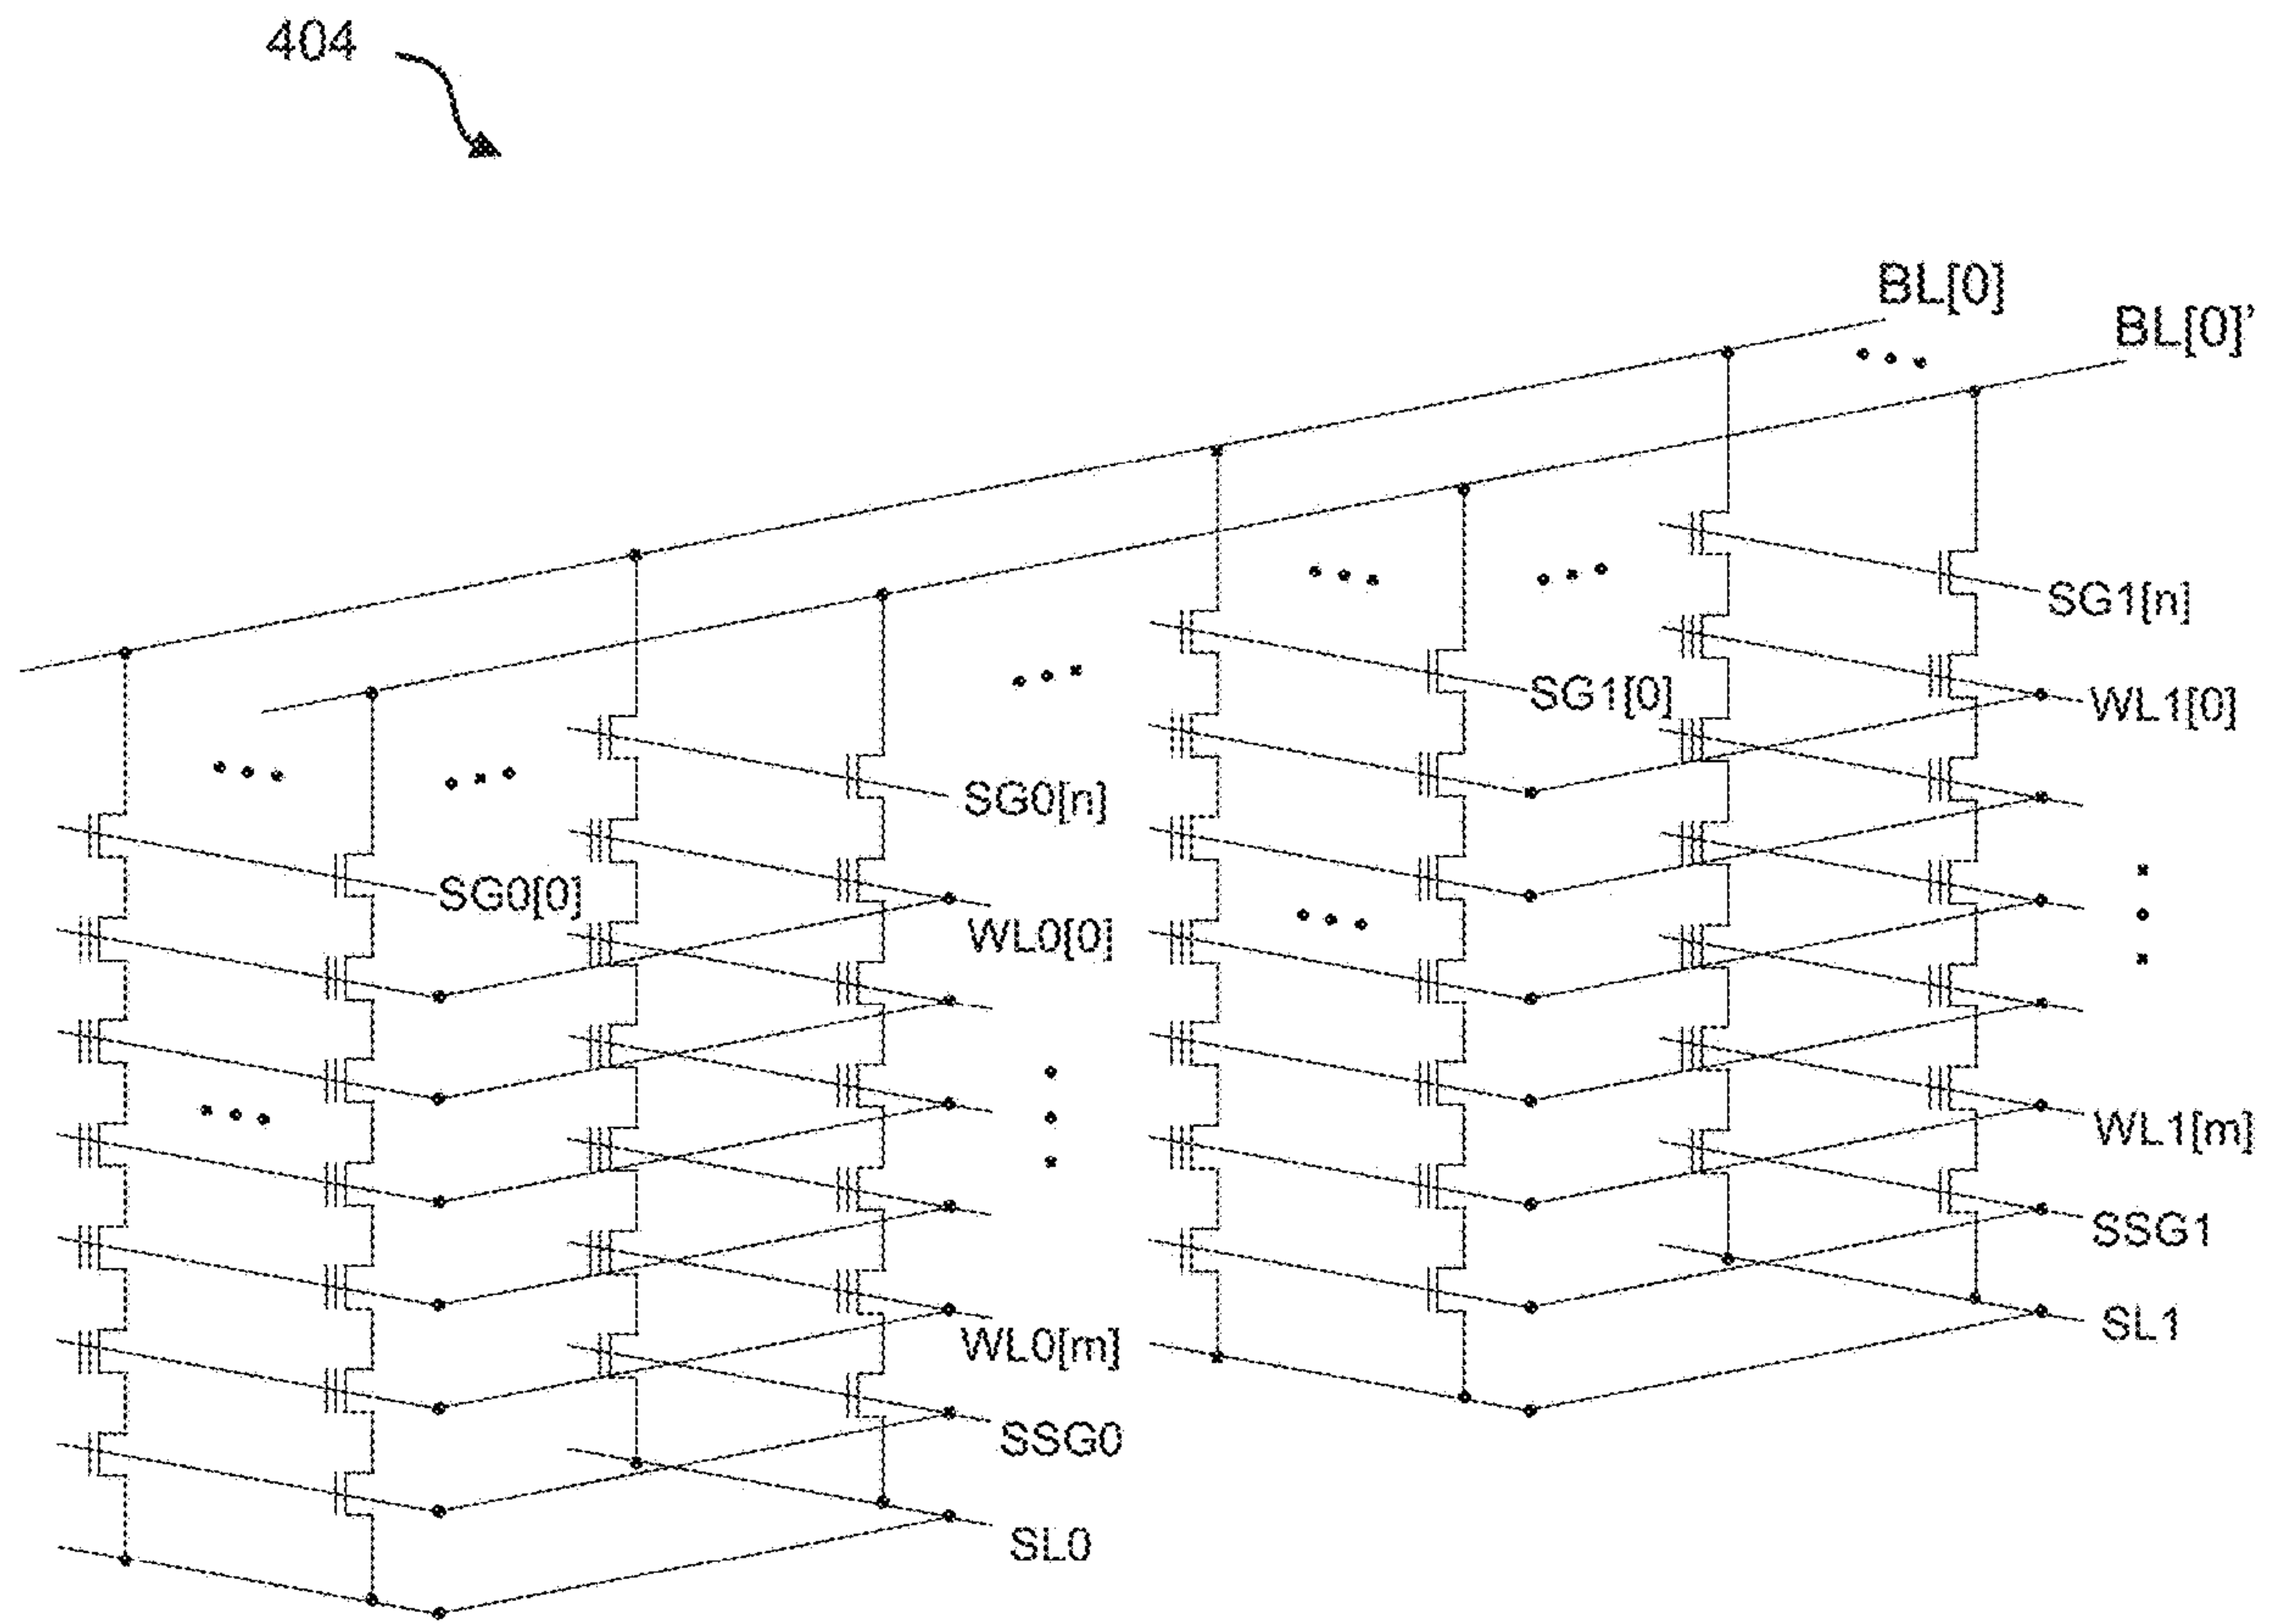 404
BL[0]
BL[0]'
SG1[n]
SG1[0]
WL1[0]
SG0[n]
SG0[0]
WL0[0]
WL1[m]
SSG1
SL1
WL0[m]
SSG0
SL0